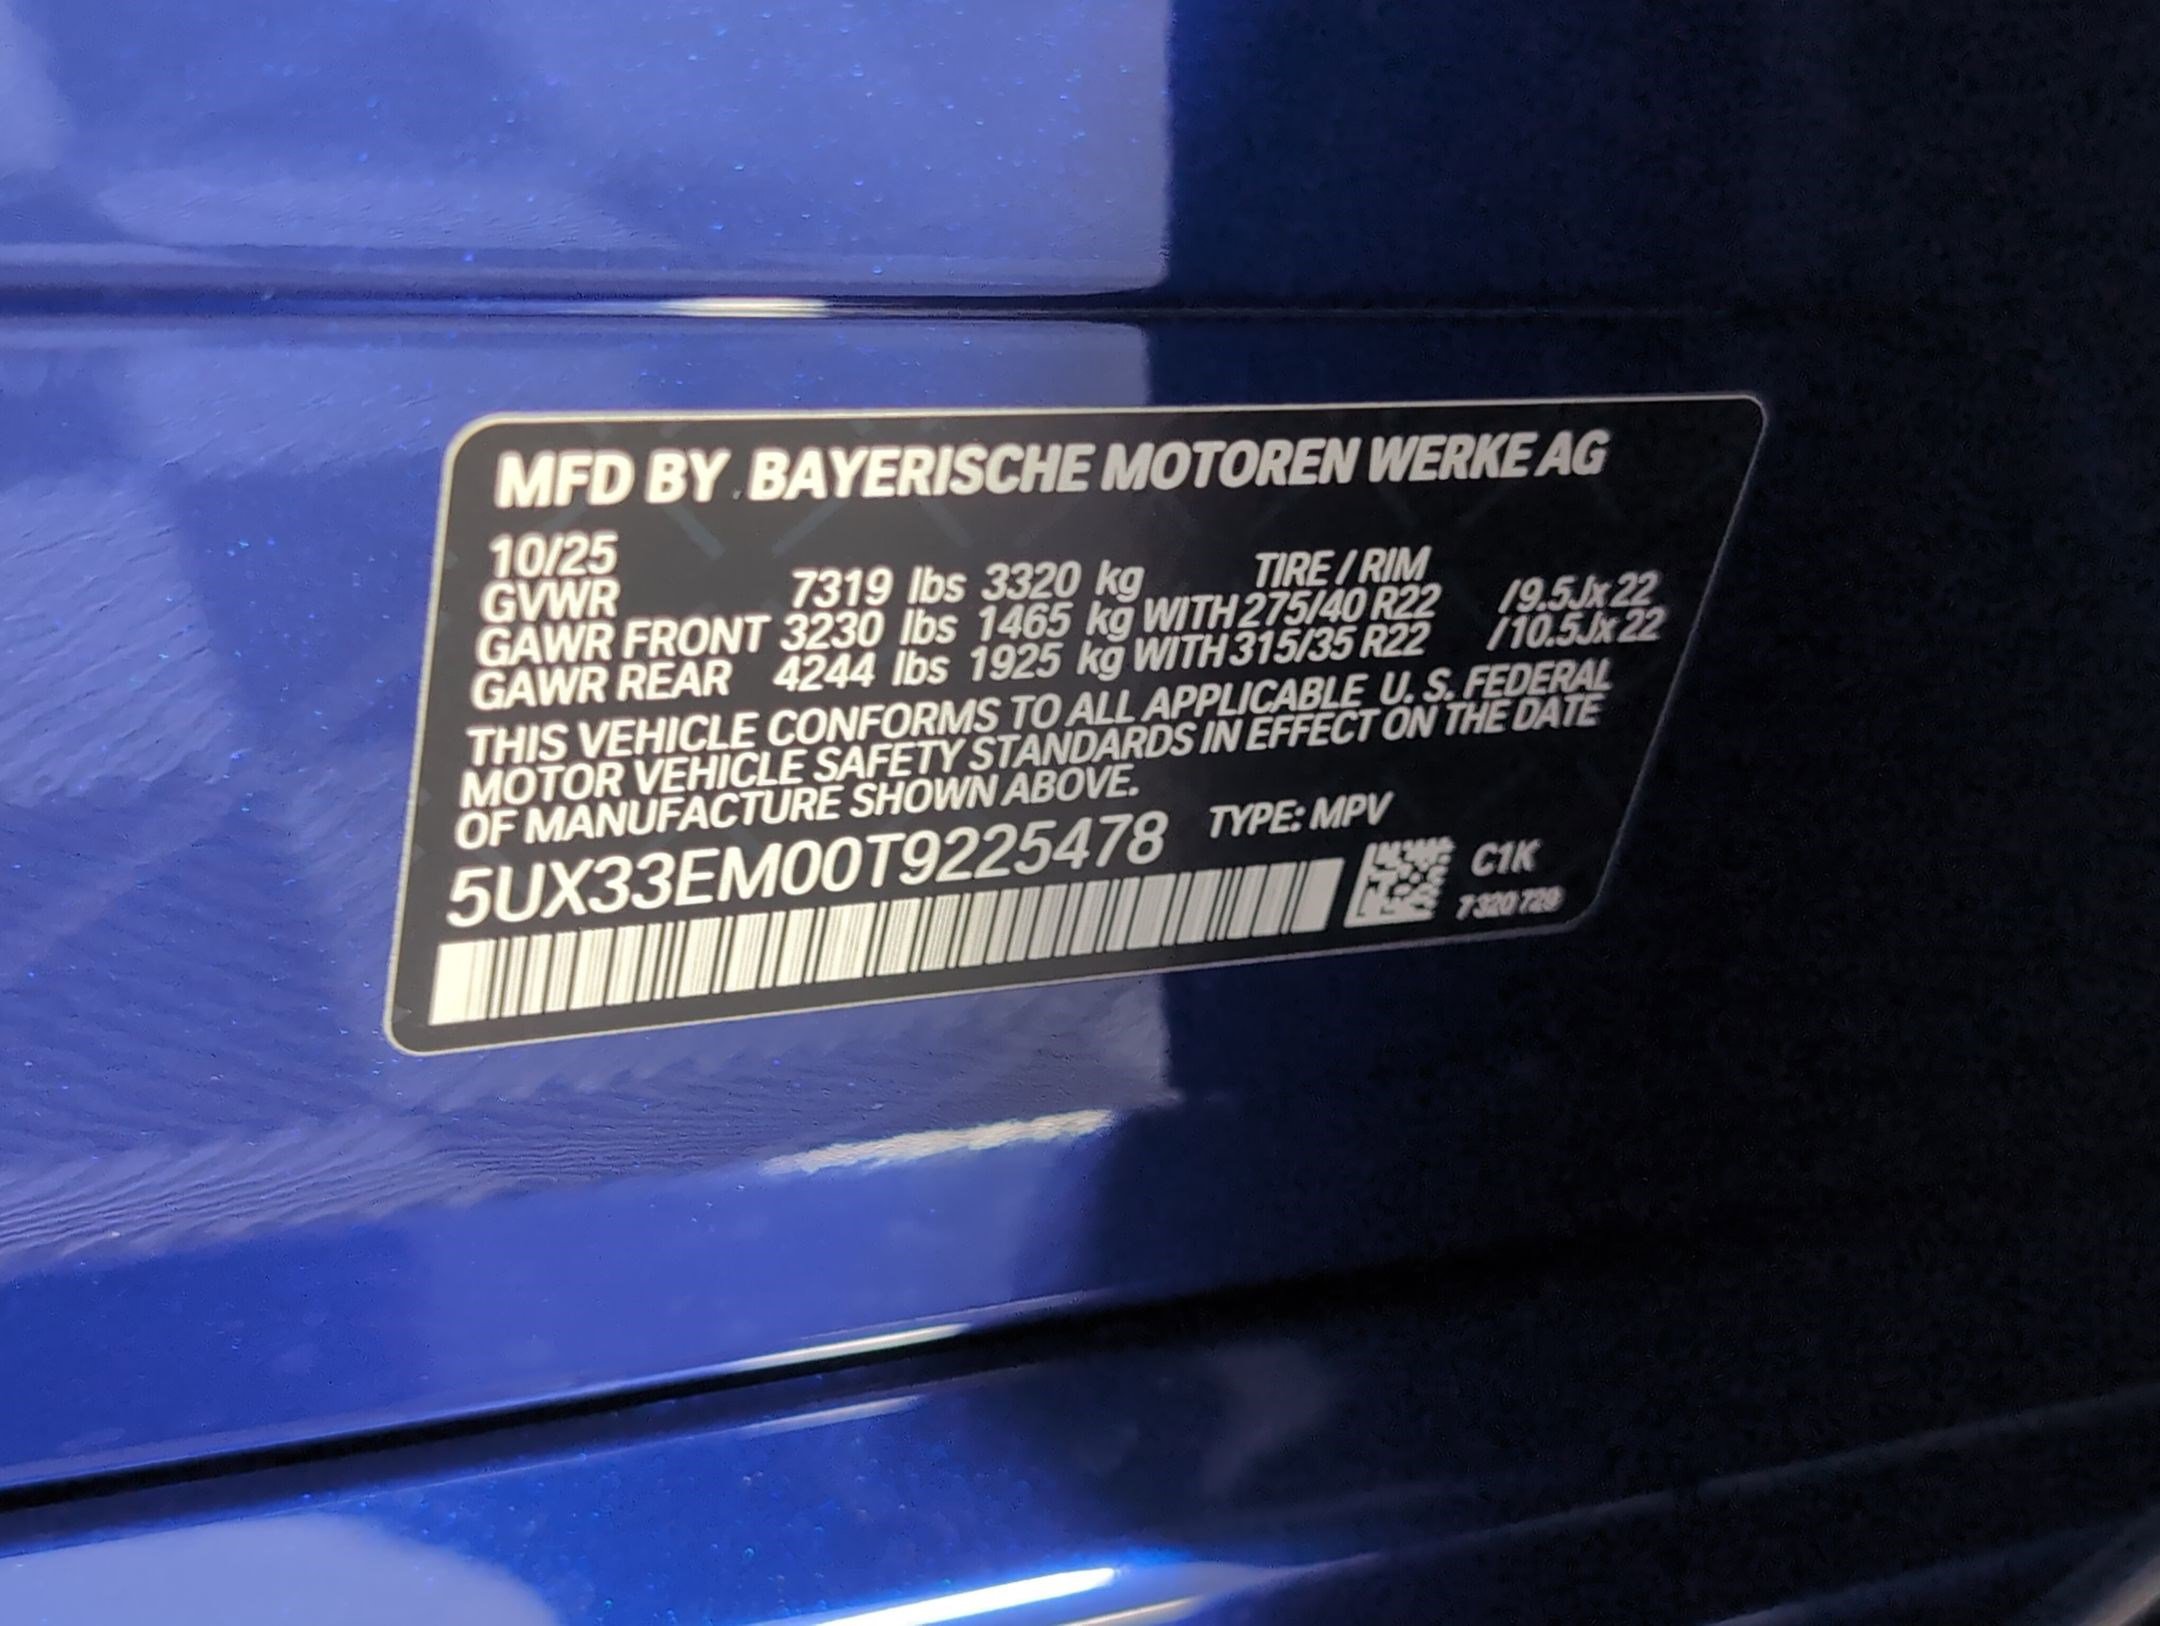 MFD BY BAYERISCHE MOTOREN WERKE AG
10/25 TIRE / RIM
GVWR 7319 lbs 3320 kg
GAWR FRONT 3230 lbs 1465 kg WITH 275/40 R22 /9.5Jx22
GAWR REAR 4244 lbs 1925 kg WITH 315/35 R22 /10.5Jx22
THIS VEHICLE CONFORMS TO ALL APPLICABLE U. S. FEDERAL
MOTOR VEHICLE SAFETY STANDARDS IN EFFECT ON THE DATE
OF MANUFACTURE SHOWN ABOVE.
5UX33EM00T9225478 TYPE: MPV
C1K
7 320 729